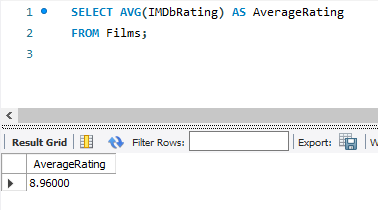 1 SELECT AVG(IMDbRating) AS AverageRating
2 FROM Films;
3
Result Grid Filter Rows: Export: W
AverageRating
8.96000